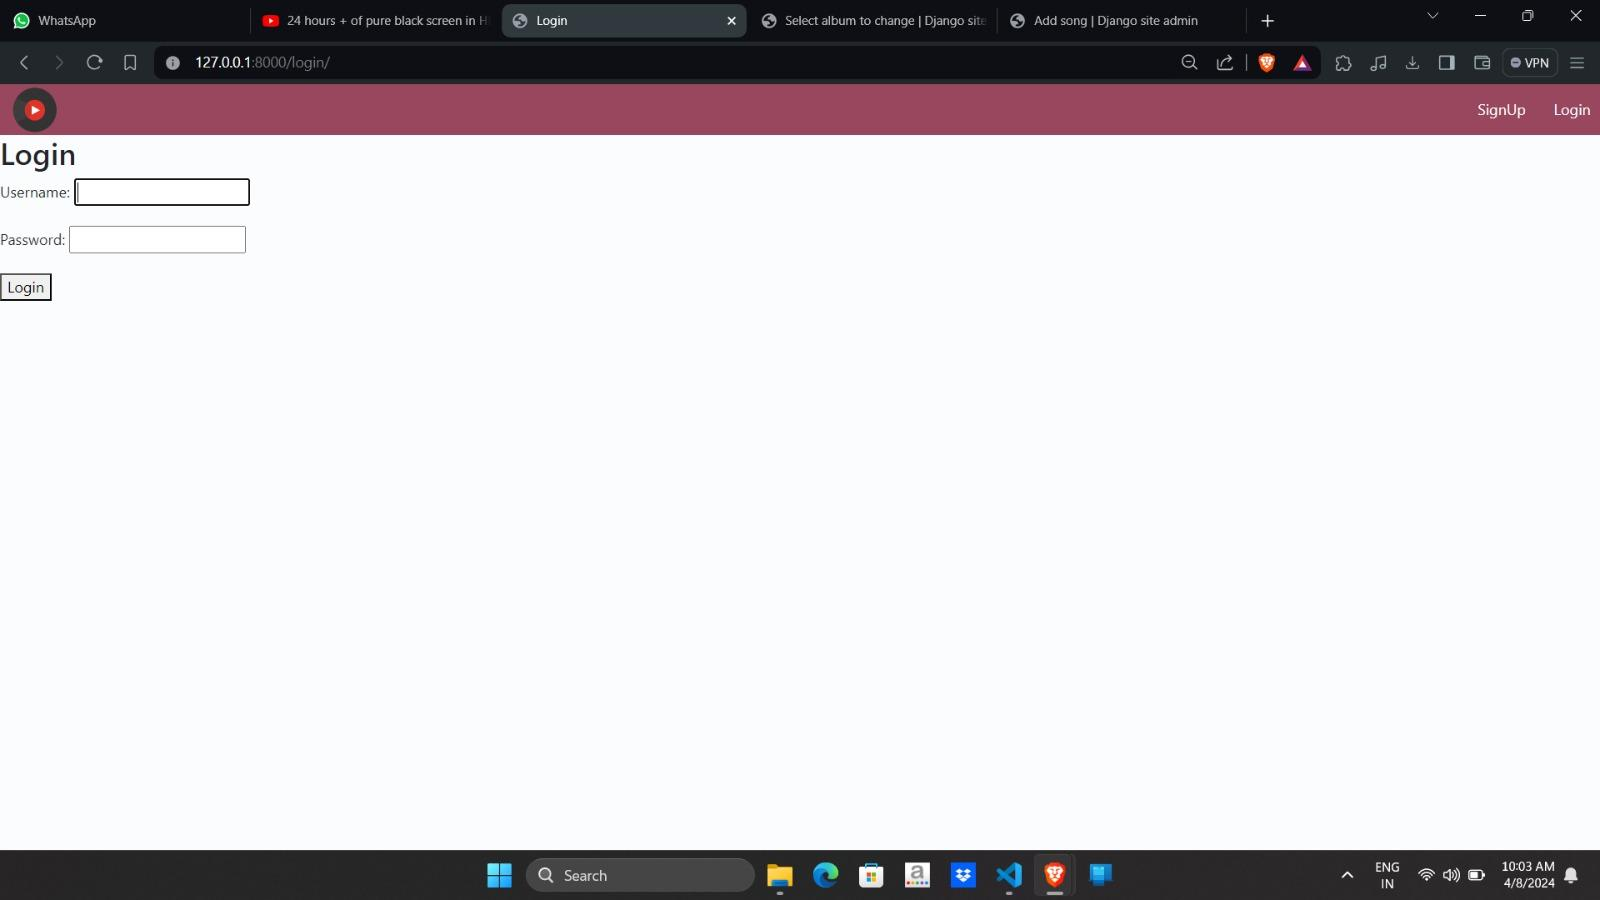 WhatsApp
24 hours + of pure black screen in H
Login
Select album to change | Django site
Add song | Django site admin
127.0.0.1:8000/login/
VPN
SignUp
Login
Login
Username:
Password:
Login
Search
a
ENG
IN
10:03 AM
4/8/2024